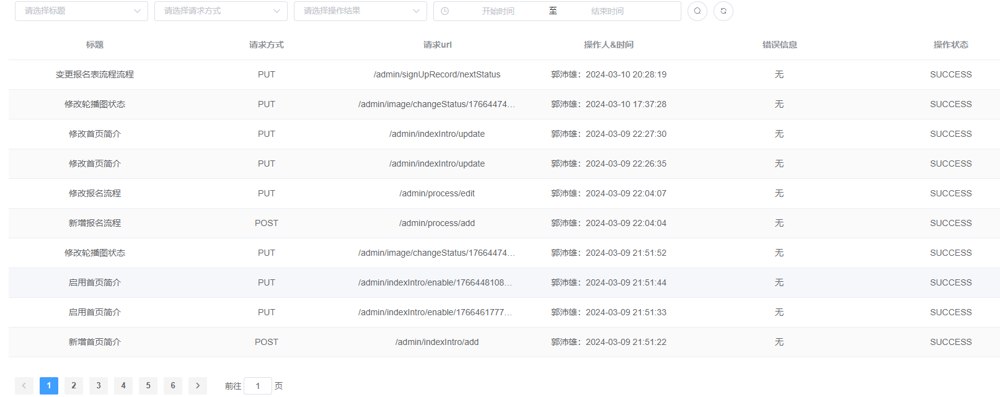 请选择标题 请选择请求方式 请选择操作结果 开始时间 至 结束时间
标题 请求方式 请求url 操作人&时间 错误信息 操作状态
变更报名表流程流程 PUT /admin/signUpRecord/nextStatus 郭沛雄：2024-03-10 20:28:19 无 SUCCESS
修改轮播图状态 PUT /admin/image/changeStatus/17664474... 郭沛雄：2024-03-10 17:37:28 无 SUCCESS
修改首页简介 PUT /admin/indexIntro/update 郭沛雄：2024-03-09 22:27:30 无 SUCCESS
修改首页简介 PUT /admin/indexIntro/update 郭沛雄：2024-03-09 22:26:35 无 SUCCESS
修改报名流程 PUT /admin/process/edit 郭沛雄：2024-03-09 22:04:07 无 SUCCESS
新增报名流程 POST /admin/process/add 郭沛雄：2024-03-09 22:04:04 无 SUCCESS
修改轮播图状态 PUT /admin/image/changeStatus/17664474... 郭沛雄：2024-03-09 21:51:52 无 SUCCESS
启用首页简介 PUT /admin/indexIntro/enable/1766448108... 郭沛雄：2024-03-09 21:51:44 无 SUCCESS
启用首页简介 PUT /admin/indexIntro/enable/1766461777... 郭沛雄：2024-03-09 21:51:33 无 SUCCESS
新增首页简介 POST /admin/indexIntro/add 郭沛雄：2024-03-09 21:51:22 无 SUCCESS
1 2 3 4 5 6 前往 1 页